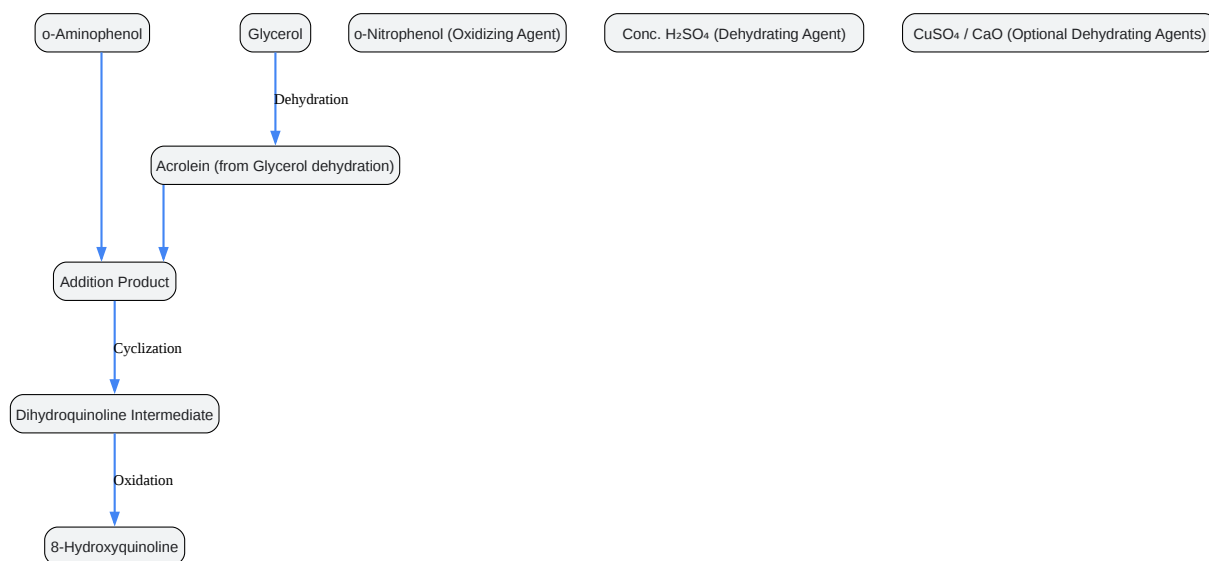 o-Aminophenol
Glycerol
o-Nitrophenol (Oxidizing Agent)
Conc. H₂SO₄ (Dehydrating Agent)
CuSO₄ / CaO (Optional Dehydrating Agents)
Dehydration
Acrolein (from Glycerol dehydration)
Addition Product
Cyclization
Dihydroquinoline Intermediate
Oxidation
8-Hydroxyquinoline